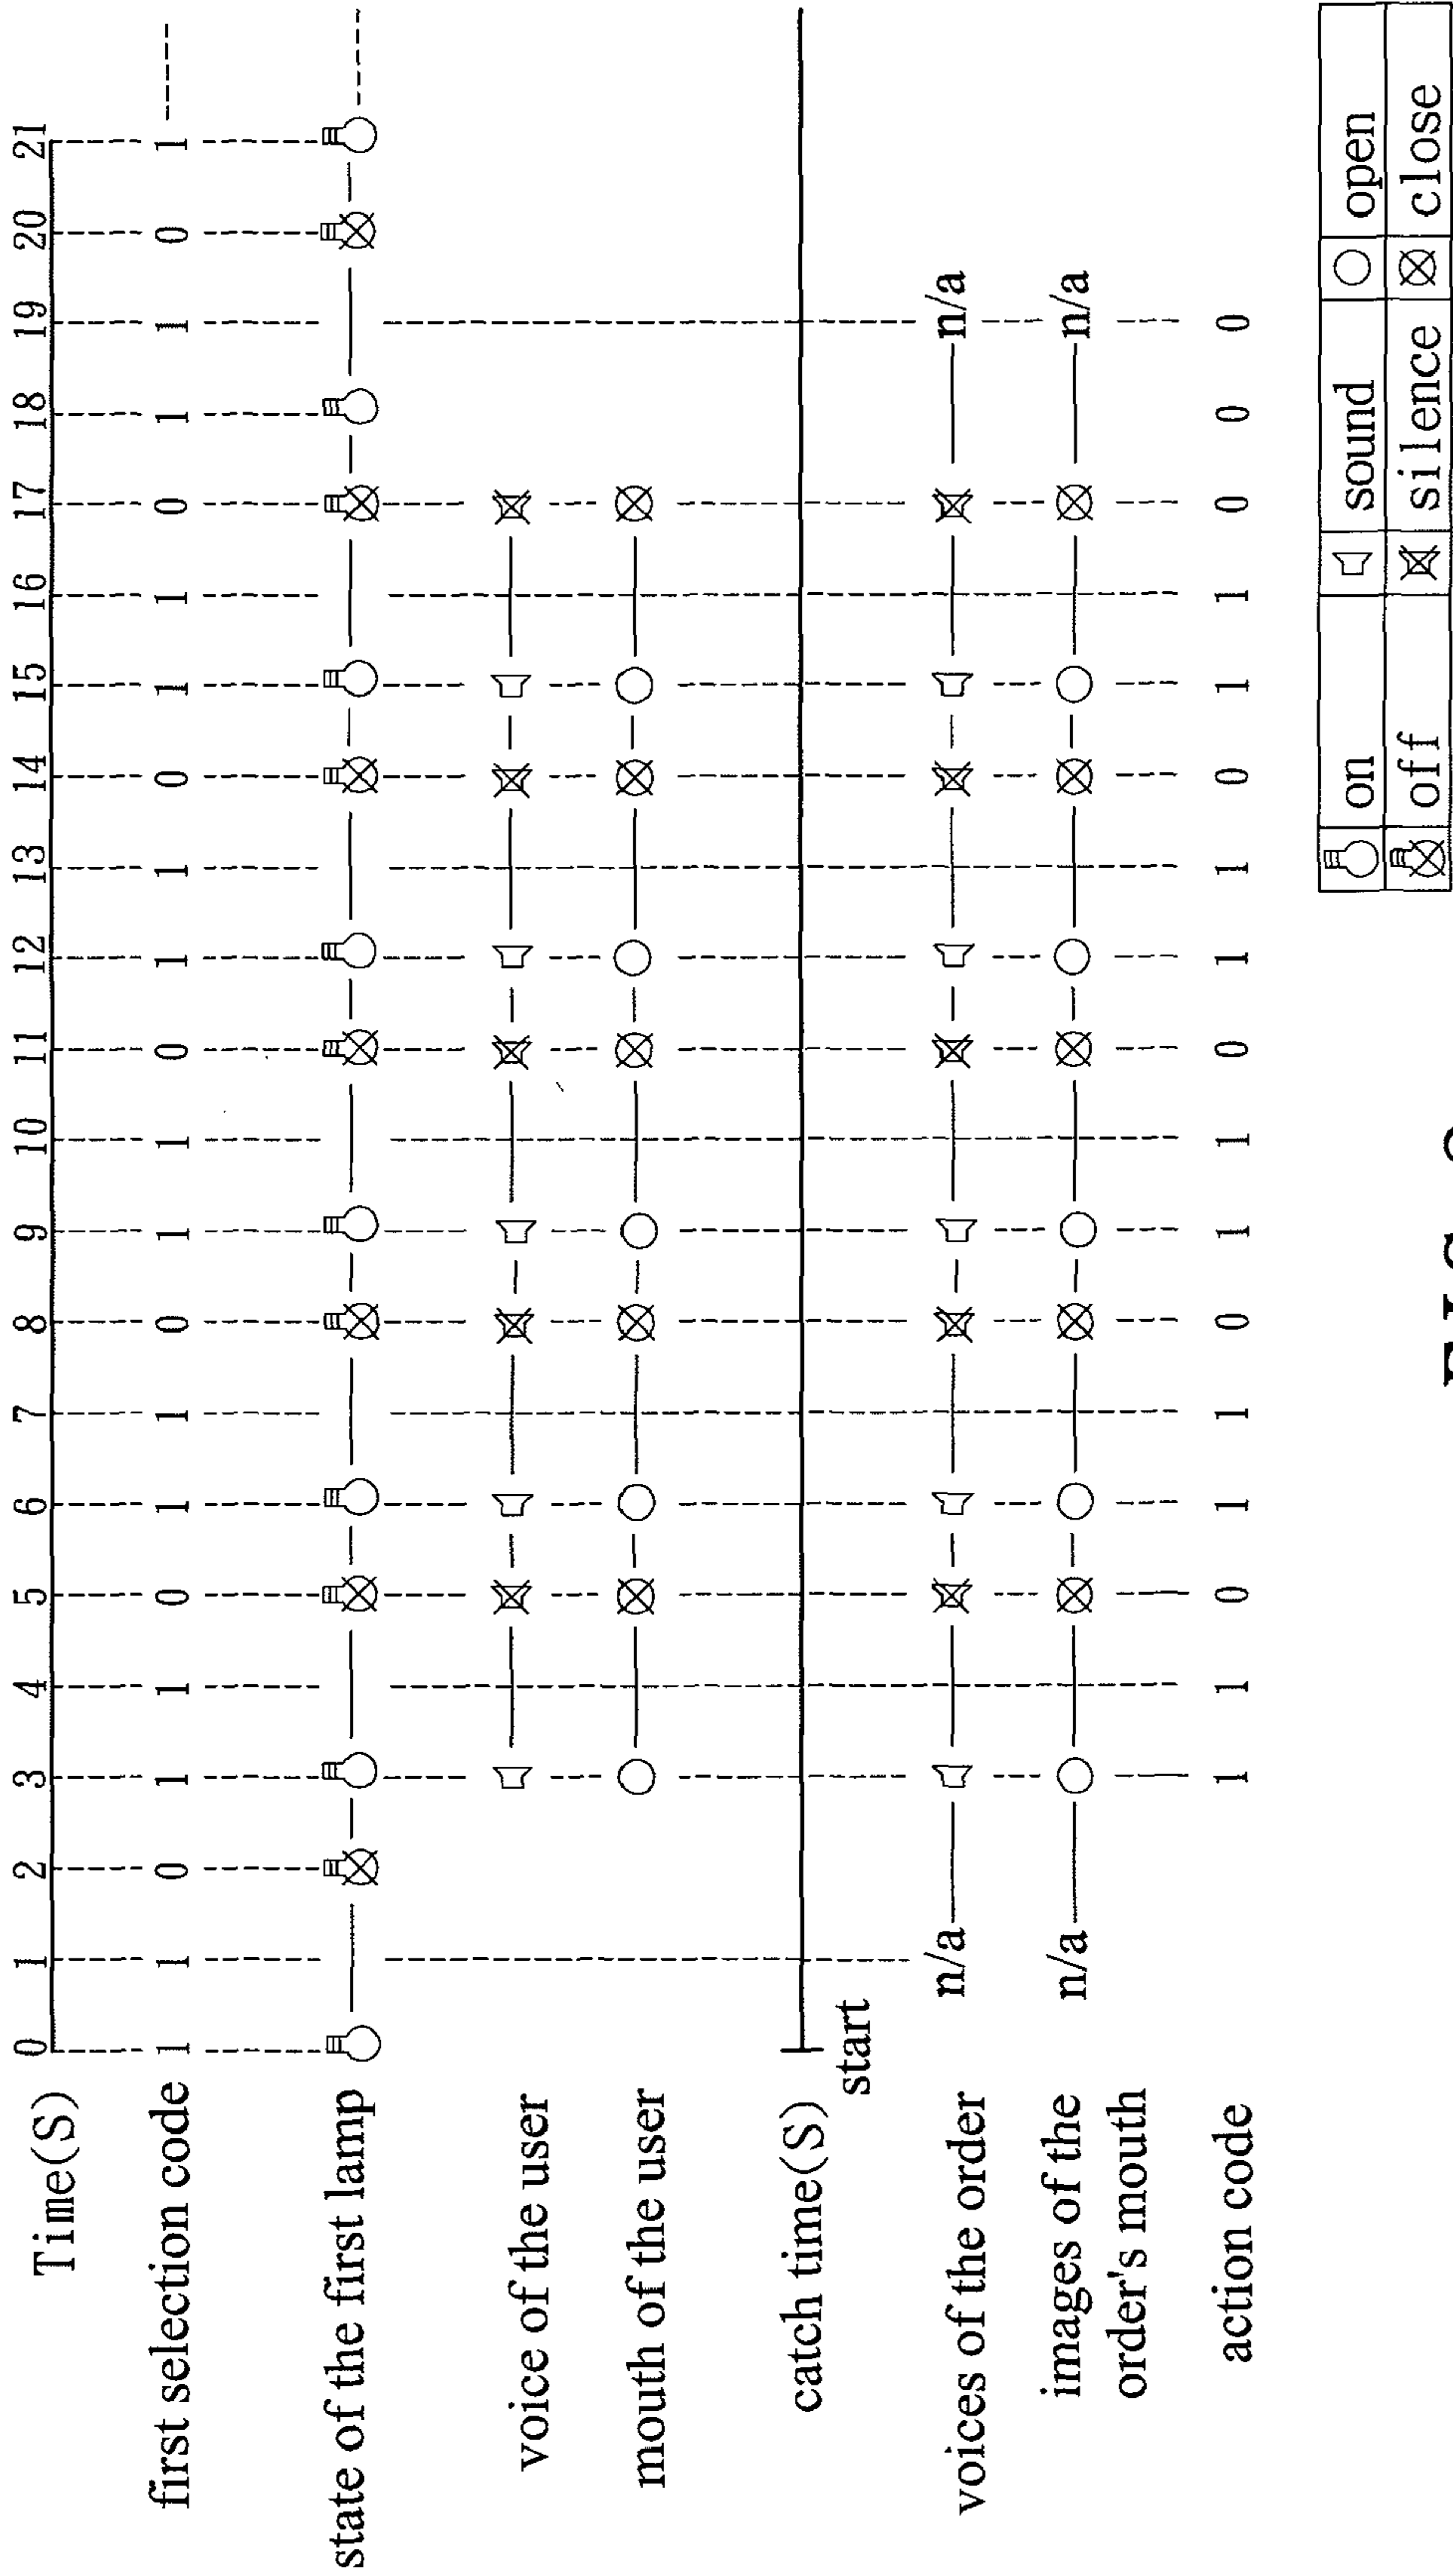 Time(S) 0 1 2 3 4 5 6 7 8 9 10 11 12 13 14 15 16 17 18 19 20 21
first selection code 1 1 0 1 1 0 1 1 0 1 1 0 1 1 0 1 1 0 1 1 0 1
state of the first lamp
voice of the user
mouth of the user
catch time(S)
start
voices of the order n/a n/a
images of the n/a n/a
order's mouth
action code 1 1 0 1 1 0 1 1 0 1 1 0 1 1 0 0 0
on sound open
off silence close